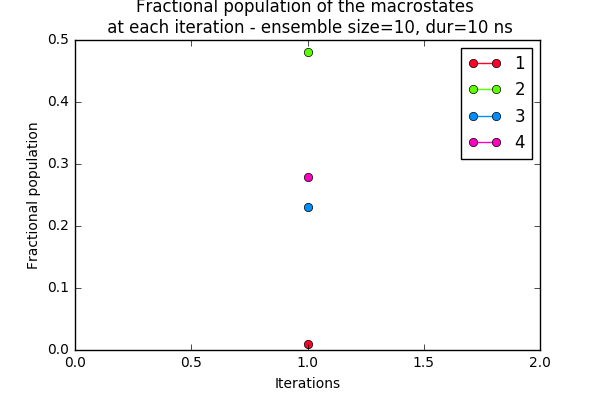 Fractional population of the macrostates
at each iteration - ensemble size=10, dur=10 ns
0.5
0.4
0.3
0.2
0.1
0.0
Fractional population
1
2
3
4
0.0 0.5 1.0 1.5 2.0
Iterations